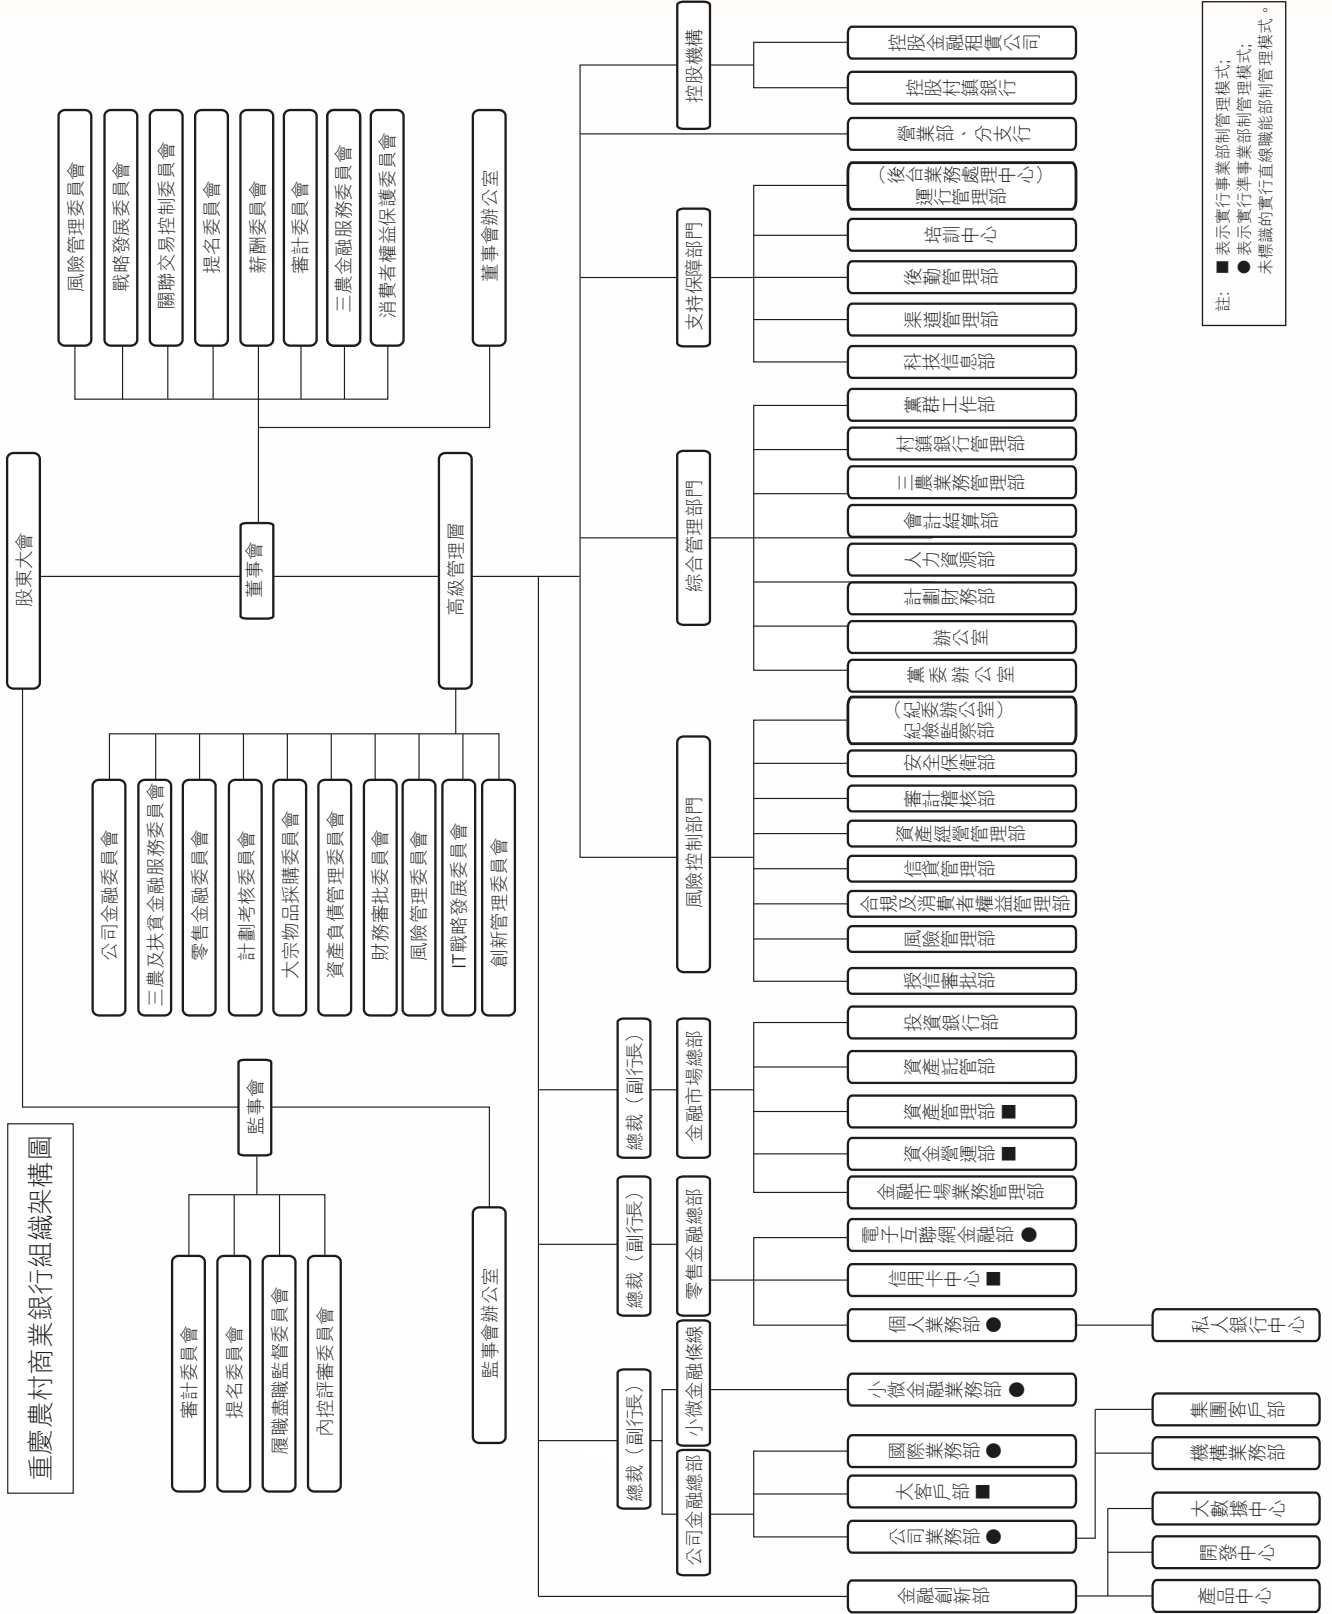 重慶農村商業銀行組織架構圖
股東大會
監事會
審計委員會
提名委員會
履職盡職監督委員會
內控評審委員會
監事會辦公室
董事會
風險管理委員會
戰略發展委員會
關聯交易控制委員會
提名委員會
薪酬委員會
審計委員會
三農金融服務委員會
消費者權益保護委員會
董事會辦公室
高級管理層
公司金融委員會
三農及扶貧金融服務委員會
零售金融委員會
計劃考核委員會
大宗物品採購委員會
資產負債管理委員會
財務審批委員會
風險管理委員會
IT戰略發展委員會
創新管理委員會
總裁（副行長）
總裁（副行長）
總裁（副行長）
公司金融總部
小微金融條線
零售金融總部
金融市場總部
風險控制部門
綜合管理部門
支持保障部門
控股機構
金融創新部
公司業務部 ●
大客戶部 ■
國際業務部 ●
小微金融業務部 ●
個人業務部 ●
信用卡中心 ■
電子互聯網金融部 ●
金融市場業務管理部
資金營運部 ■
資產管理部 ■
資產託管部
投資銀行部
授信審批部
風險管理部
合規及消費者權益管理部
信貸管理部
資產經營管理部
審計稽核部
安全保衛部
（紀委辦公室）
紀檢監察部
黨委辦公室
辦公室
計劃財務部
人力資源部
會計結算部
三農業務管理部
村鎮銀行管理部
黨群工作部
科技信息部
渠道管理部
後勤管理部
培訓中心
（後台業務處理中心）
運行管理部
營業部、分支行
控股村鎮銀行
控股金融租賃公司
產品中心
開發中心
大數據中心
機構業務部
集團客戶部
私人銀行中心
註： ■ 表示實行事業部制管理模式；
● 表示實行準事業部制管理模式；
未標識的實行直線職能部制管理模式。